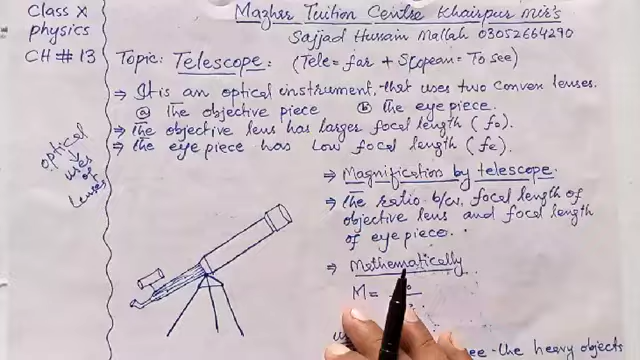 Class X
physics
CH # 13
optical
uses
of
Lenses
Mazher Tuition Centre Khairpur Mir's
Sajjad Hussain Mallah 03052664290
Topic: Telescope: (Tele = far + Scopean = To see)
⇒ It is an optical instrument, that uses two convex lenses.
ⓐ The objective piece ⓑ The eye piece.
⇒ The objective lens has larger focal length (fo).
⇒ The eye piece has Low focal length (fe).
⇒ Magnification by telescope.
⇒ The ratio b/w focal length of
objective lens and focal length
of eye piece.
⇒ Methematically
M =
the heavy objects